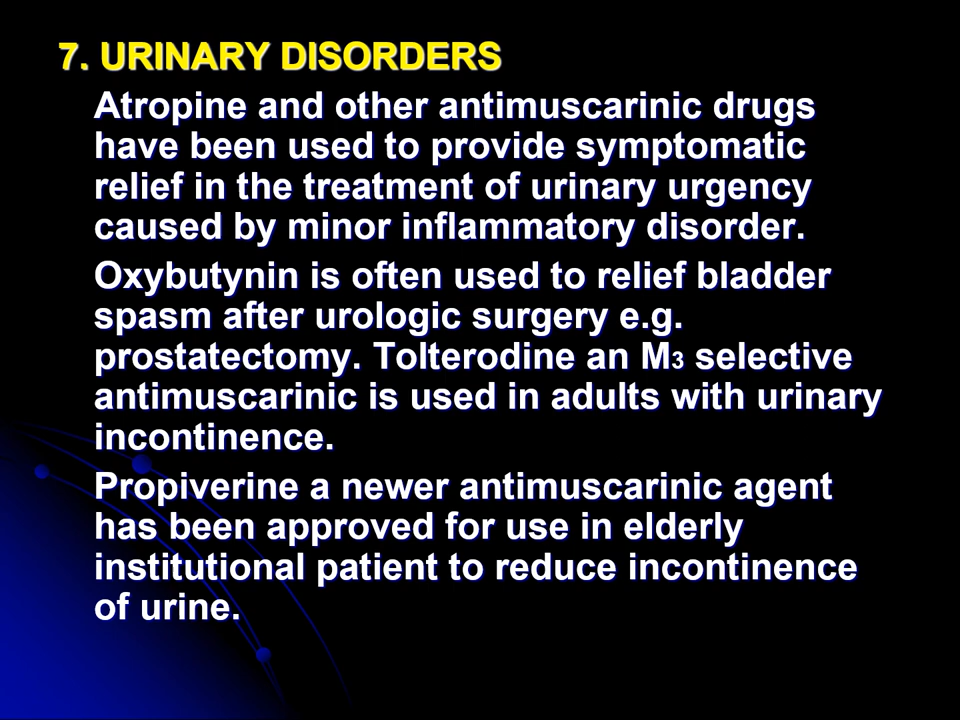 7. URINARY DISORDERS
Atropine and other antimuscarinic drugs
have been used to provide symptomatic
relief in the treatment of urinary urgency
caused by minor inflammatory disorder.
Oxybutynin is often used to relief bladder
spasm after urologic surgery e.g.
prostatectomy. Tolterodine an M₃ selective
antimuscarinic is used in adults with urinary
incontinence.
Propiverine a newer antimuscarinic agent
has been approved for use in elderly
institutional patient to reduce incontinence
of urine.